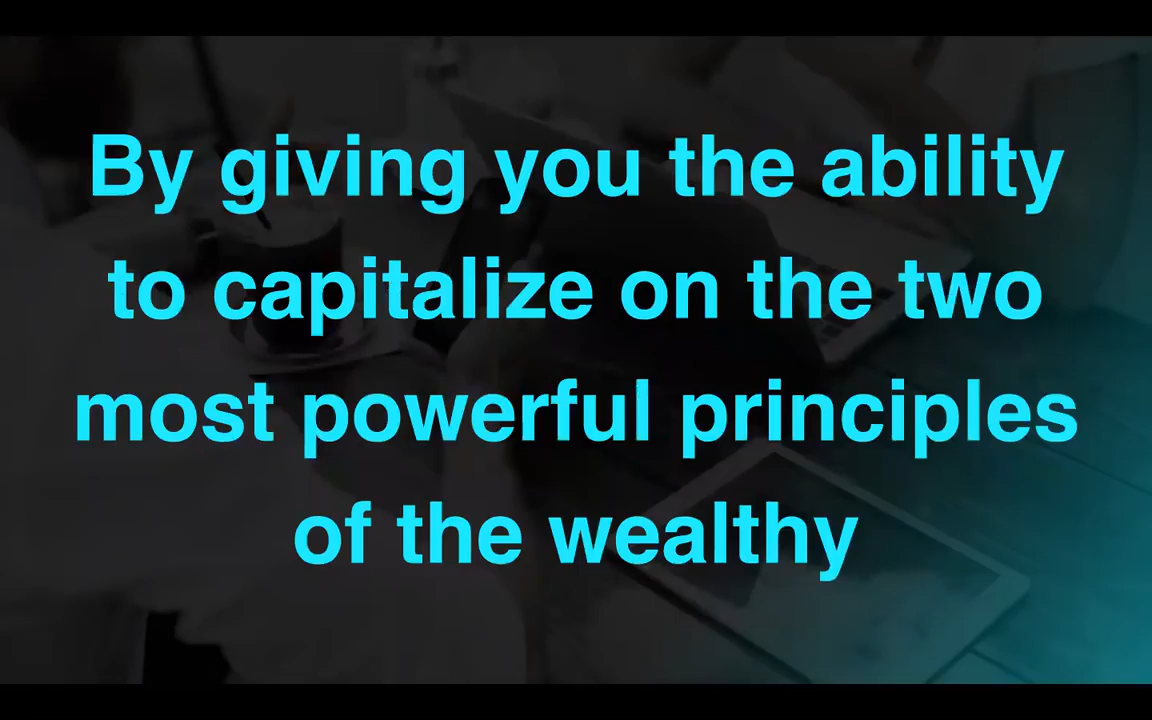 By giving you the ability
to capitalize on the two
most powerful principles
of the wealthy